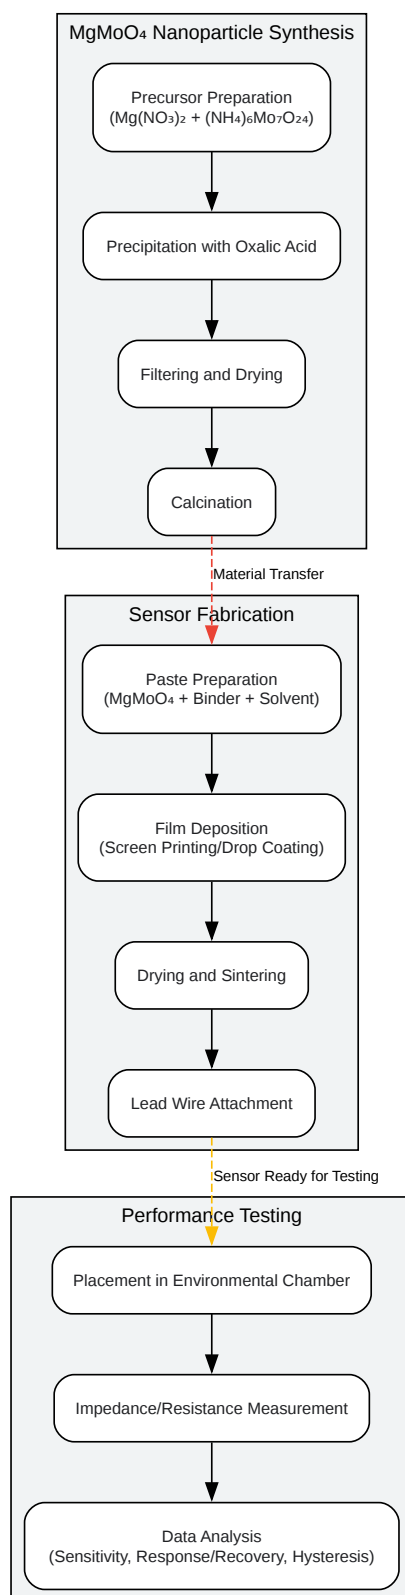 MgMoO₄ Nanoparticle Synthesis
Precursor Preparation
(Mg(NO₃)₂ + (NH₄)₆Mo₇O₂₄)
Precipitation with Oxalic Acid
Filtering and Drying
Calcination
Material Transfer
Sensor Fabrication
Paste Preparation
(MgMoO₄ + Binder + Solvent)
Film Deposition
(Screen Printing/Drop Coating)
Drying and Sintering
Lead Wire Attachment
Sensor Ready for Testing
Performance Testing
Placement in Environmental Chamber
Impedance/Resistance Measurement
Data Analysis
(Sensitivity, Response/Recovery, Hysteresis)